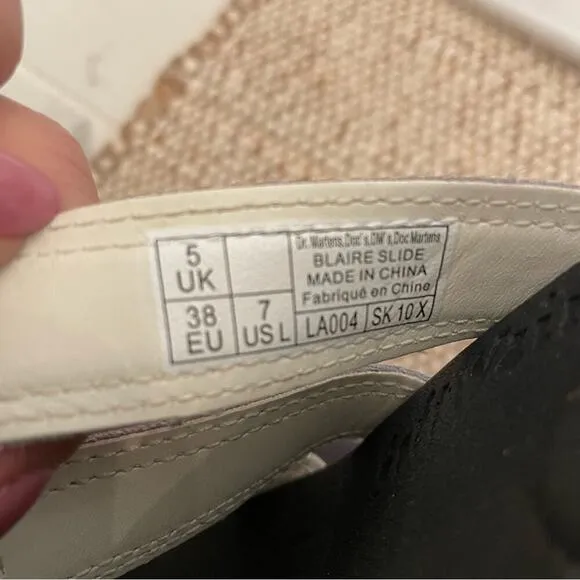 5
UK
38
EU
7
US L
Dr. Martens, Doc's, DM's, Doc Martens
BLAIRE SLIDE
MADE IN CHINA
Fabriqué en Chine
LA004
SK 10 X